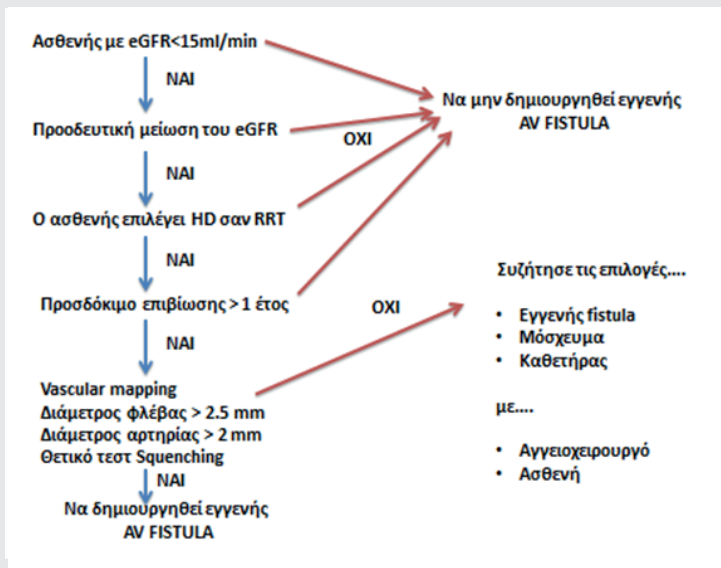 Ασθενής με eGFR<15ml/min
ΝΑΙ
Προοδευτική μείωση του eGFR
ΝΑΙ
Ο ασθενής επιλέγει HD σαν RRT
ΝΑΙ
Προσδόκιμο επιβίωσης > 1 έτος
ΝΑΙ
Vascular mapping
Διάμετρος φλέβας > 2.5 mm
Διάμετρος αρτηρίας > 2 mm
Θετικό τεστ Squenching
ΝΑΙ
Να δημιουργηθεί εγγενής
AV FISTULA
ΟΧΙ
Να μην δημιουργηθεί εγγενής
AV FISTULA
ΟΧΙ
Συζήτησε τις επιλογές....
• Εγγενής fistula
• Μόσχευμα
• Καθετήρας
με....
• Αγγειοχειρουργό
• Ασθενή